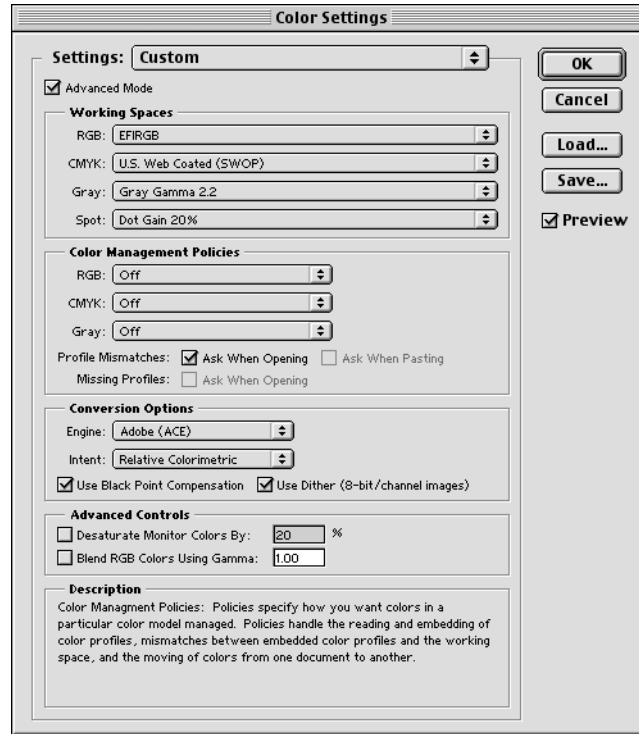 Color Settings
Settings: Custom
Advanced Mode
Working Spaces
RGB: EFIRGB
CMYK: U.S. Web Coated (SWOP)
Gray: Gray Gamma 2.2
Spot: Dot Gain 20%
Color Management Policies
RGB: Off
CMYK: Off
Gray: Off
Profile Mismatches: Ask When Opening Ask When Pasting
Missing Profiles: Ask When Opening
Conversion Options
Engine: Adobe (ACE)
Intent: Relative Colorimetric
Use Black Point Compensation Use Dither (8-bit/channel images)
Advanced Controls
Desaturate Monitor Colors By: 20 %
Blend RGB Colors Using Gamma: 1.00
Description
Color Managment Policies: Policies specify how you want colors in a
particular color model managed. Policies handle the reading and embedding of
color profiles, mismatches between embedded color profiles and the working
space, and the moving of colors from one document to another.
OK
Cancel
Load...
Save...
Preview